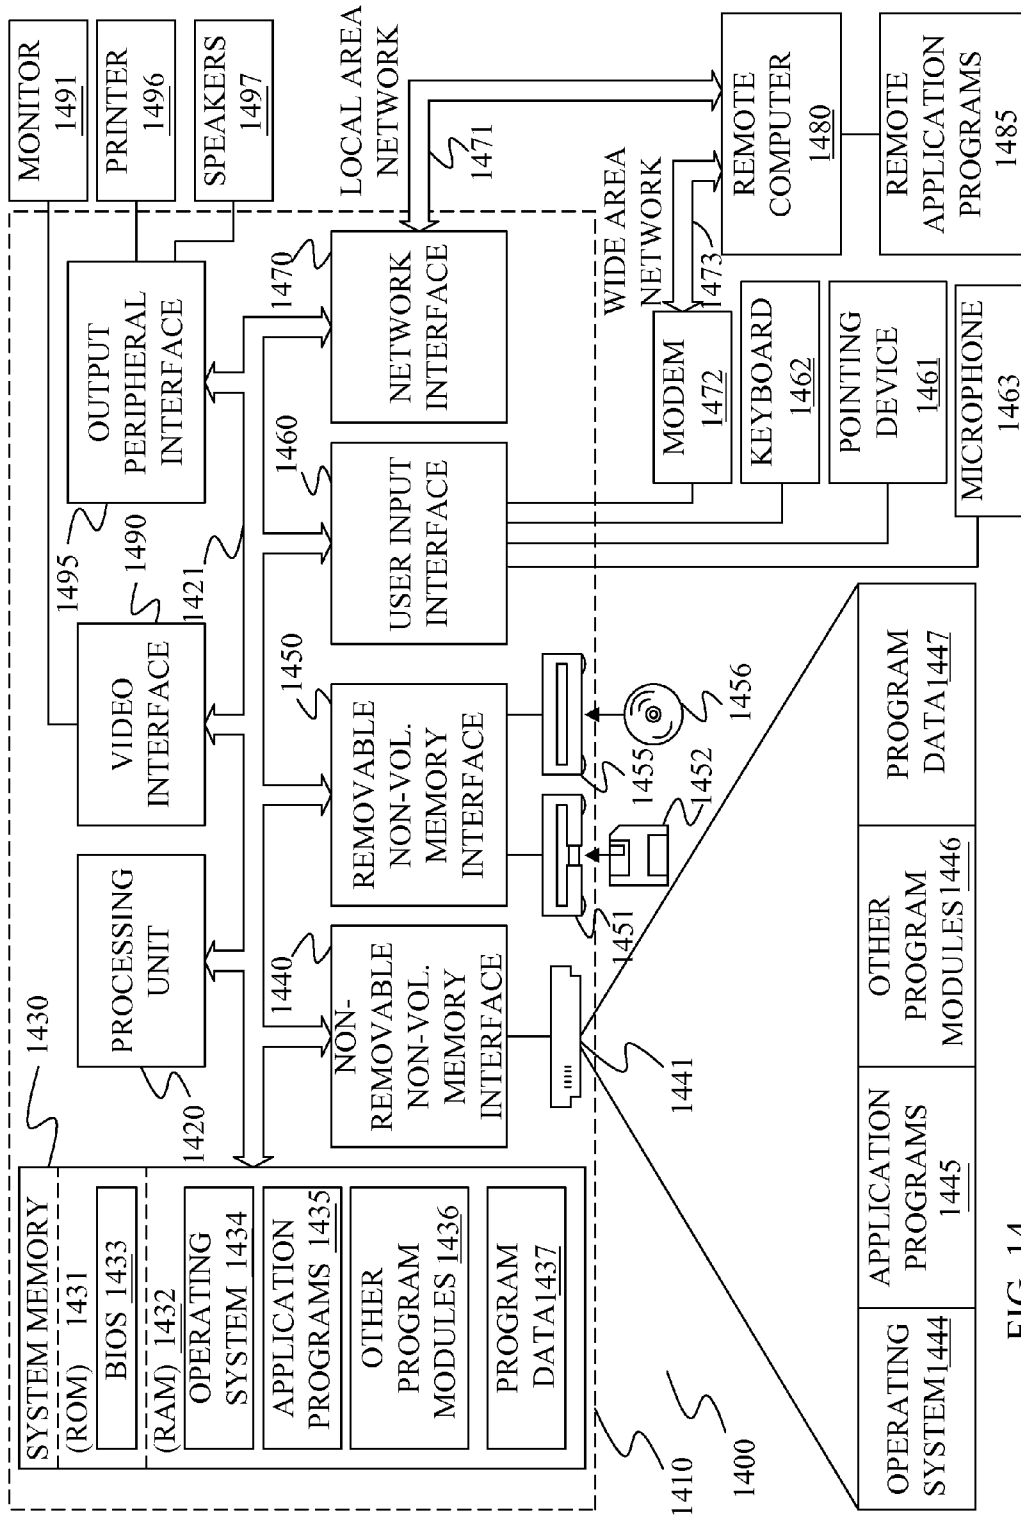 SYSTEM MEMORY
(ROM) 1431
BIOS 1433
(RAM) 1432
OPERATING
SYSTEM 1434
APPLICATION
PROGRAMS 1435
OTHER
PROGRAM
MODULES 1436
PROGRAM
DATA1437
1430
PROCESSING
UNIT
1420
VIDEO
INTERFACE
1490
OUTPUT
PERIPHERAL
INTERFACE
1495
1421
MONITOR
1491
PRINTER
1496
SPEAKERS
1497
NON-
REMOVABLE
NON-VOL.
MEMORY
INTERFACE
1440
REMOVABLE
NON-VOL.
MEMORY
INTERFACE
1450
USER INPUT
INTERFACE
1460
NETWORK
INTERFACE
1470
LOCAL AREA
NETWORK
1471
WIDE AREA
NETWORK
1473
1441
1451
1452
1455
1456
MODEM
1472
KEYBOARD
1462
POINTING
DEVICE
1461
MICROPHONE
1463
REMOTE
COMPUTER
1480
REMOTE
APPLICATION
PROGRAMS
1485
1410
1400
OPERATING
SYSTEM1444
APPLICATION
PROGRAMS
1445
OTHER
PROGRAM
MODULES 1446
PROGRAM
DATA1447
FIG. 14